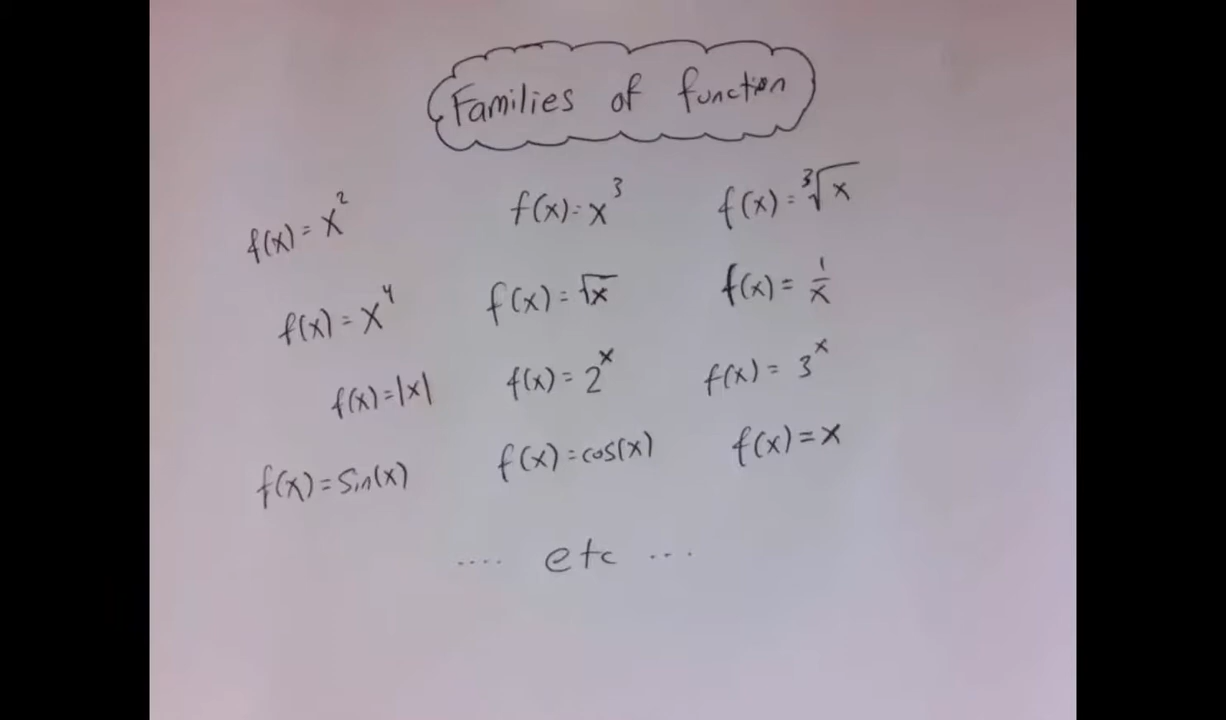 Families of function
f(x) = x² f(x) = x³ f(x) = ∛x
f(x) = x⁴ f(x) = √x f(x) = 1/x
f(x) = |x| f(x) = 2ˣ f(x) = 3ˣ
f(x) = Sin(x) f(x) = cos(x) f(x) = x
.... etc ...